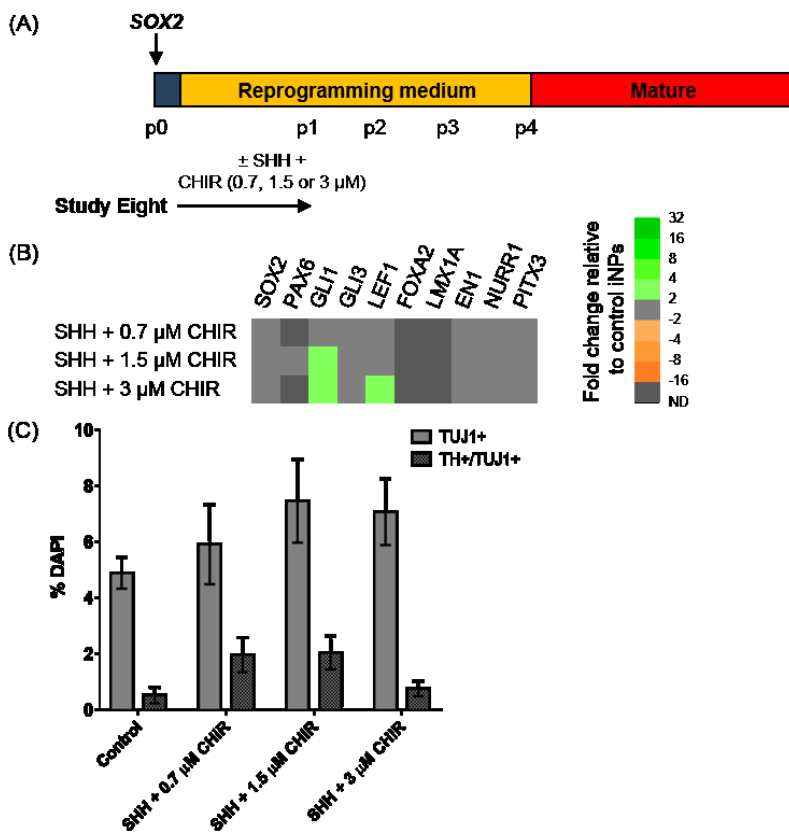 (A)
SOX2
Reprogramming medium
Mature
p0
p1
p2
p3
p4
± SHH +
CHIR (0.7, 1.5 or 3 µM)
Study Eight
(B)
SOX2
PAX6
GLI1
GLI3
LEF1
FOXA2
LMX1A
EN1
NURR1
PITX3
SHH + 0.7 µM CHIR
SHH + 1.5 µM CHIR
SHH + 3 µM CHIR
Fold change relative
to control iNPs
32
16
8
4
2
-2
-4
-8
-16
ND
(C)
TUJ1+
TH+/TUJ1+
% DAPI
10
8
6
4
2
0
Control
SHH + 0.7 µM CHIR
SHH + 1.5 µM CHIR
SHH + 3 µM CHIR